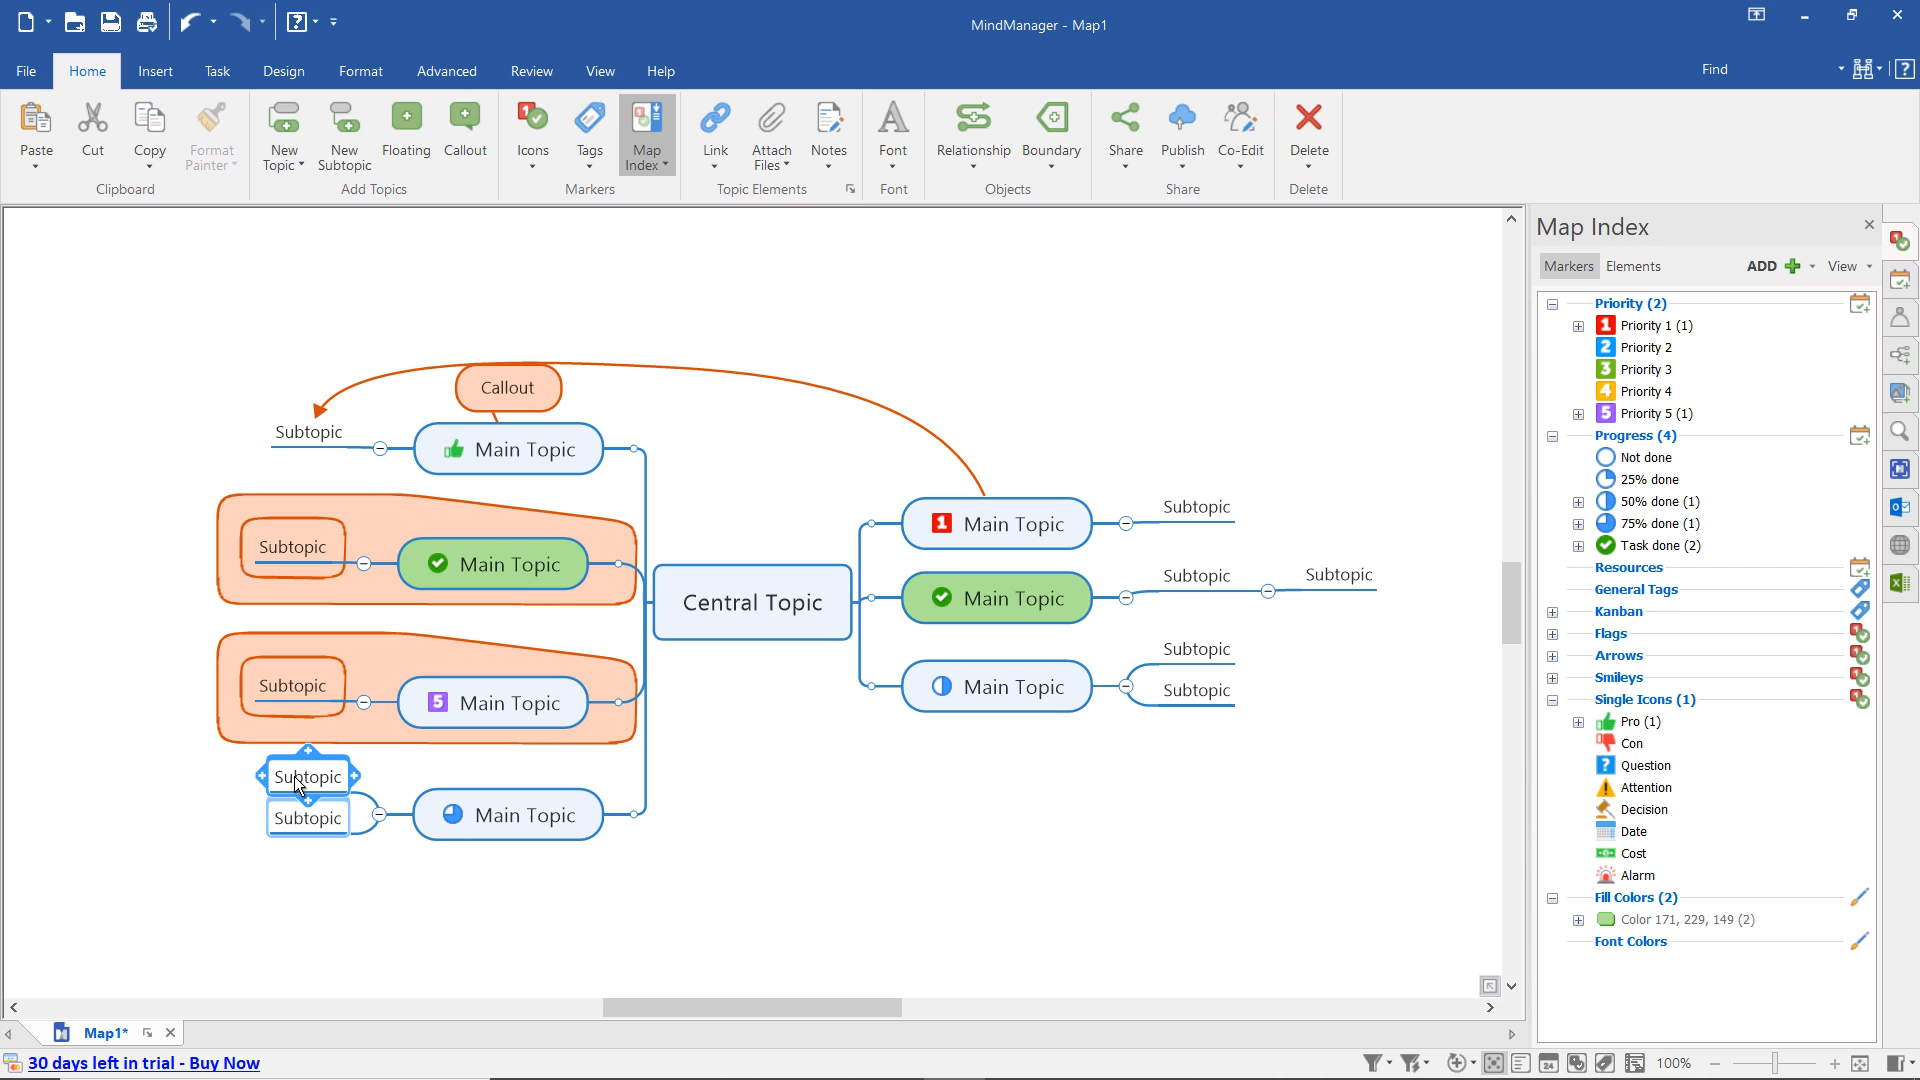 MindManager - Map1
File Home Insert Task Design Format Advanced Review View Help Find
Paste Cut Copy Format Painter
Clipboard
New Topic New Subtopic Floating Callout
Add Topics
Icons Tags Map Index
Markers
Link Attach Files Notes
Topic Elements
Font
Font
Relationship Boundary
Objects
Share Publish Co-Edit
Share
Delete
Delete
Callout
Subtopic
Main Topic
Subtopic
Main Topic
Subtopic
5 Main Topic
Subtopic
Subtopic
Main Topic
Central Topic
1 Main Topic
Subtopic
Main Topic
Subtopic
Subtopic
Main Topic
Subtopic
Subtopic
Map Index
Markers Elements ADD View
Priority (2)
1 Priority 1 (1)
2 Priority 2
3 Priority 3
4 Priority 4
5 Priority 5 (1)
Progress (4)
Not done
25% done
50% done (1)
75% done (1)
Task done (2)
Resources
General Tags
Kanban
Flags
Arrows
Smileys
Single Icons (1)
Pro (1)
Con
Question
Attention
Decision
Date
Cost
Alarm
Fill Colors (2)
Color 171, 229, 149 (2)
Font Colors
Map1*
30 days left in trial - Buy Now
100%